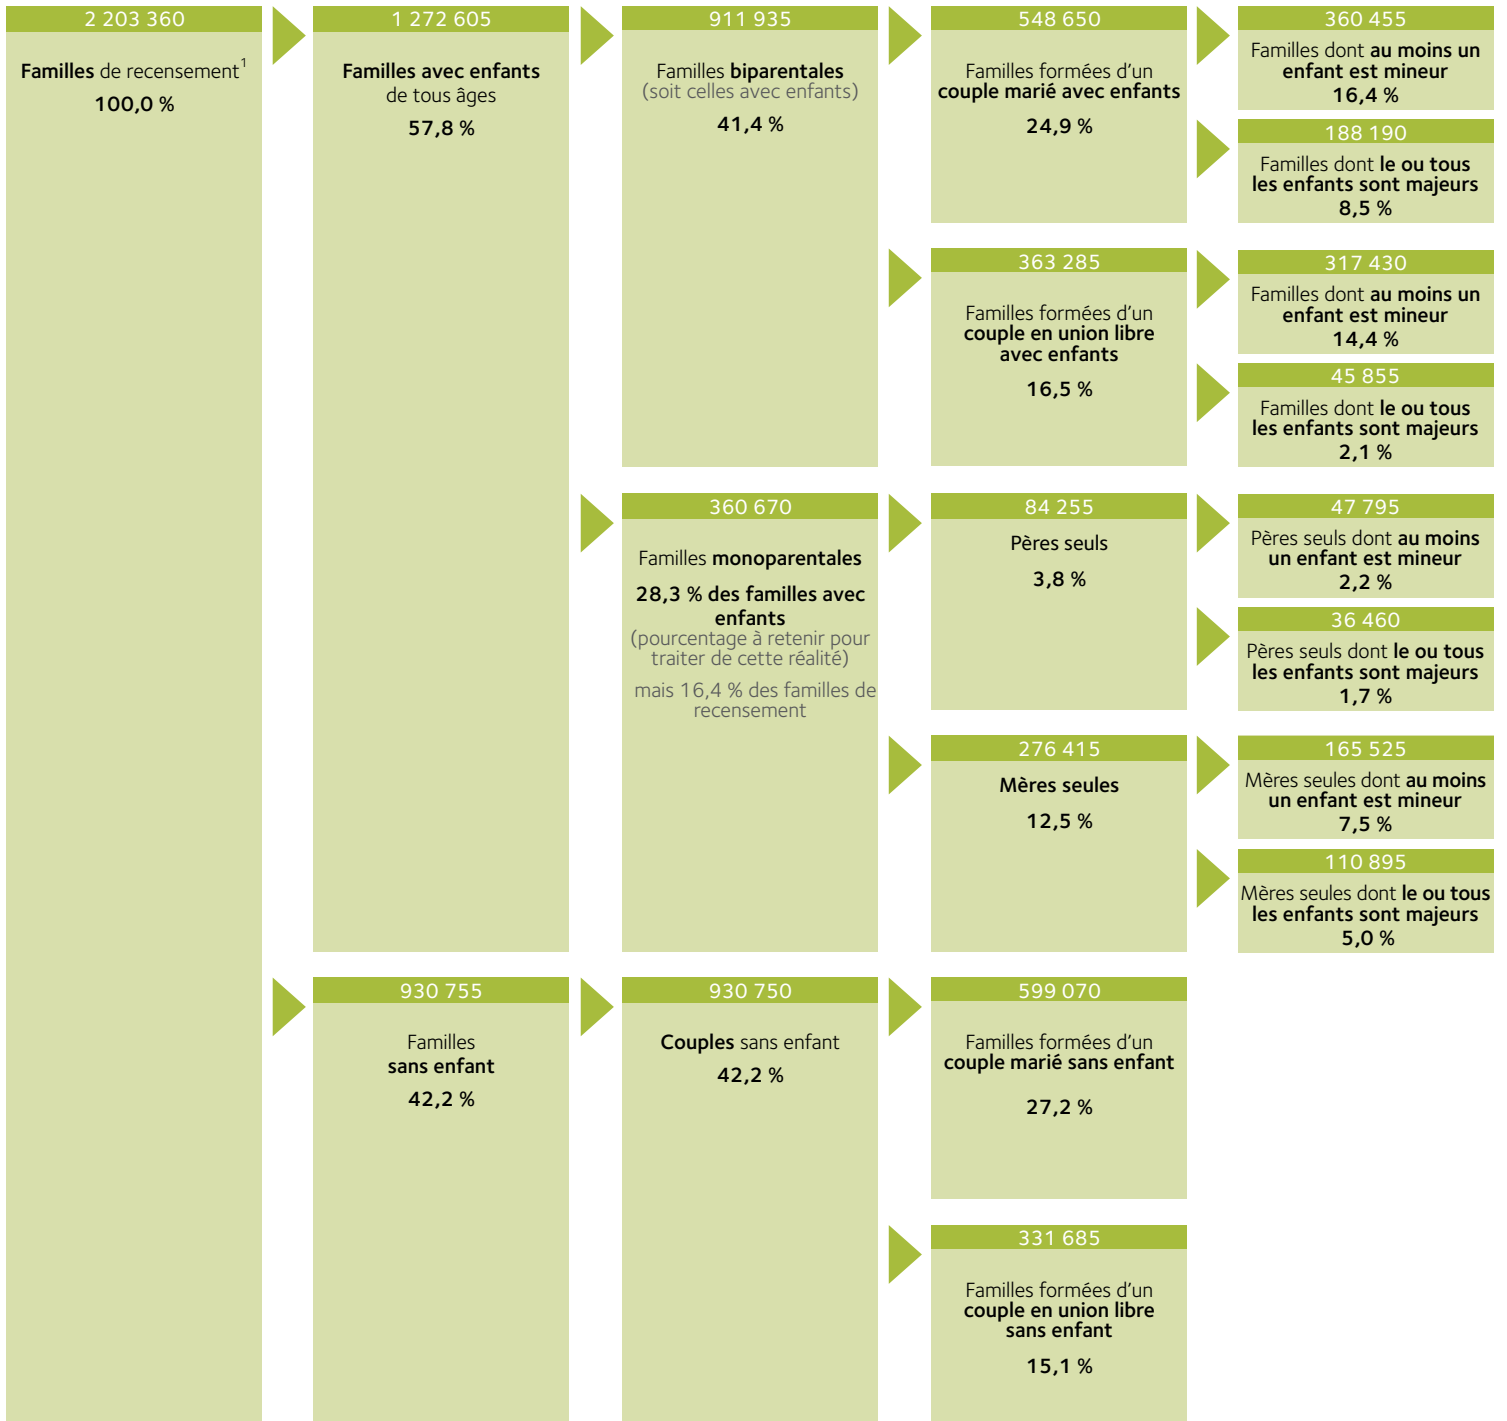 2 203 360
Familles de recensement1
100,0 %
1 272 605
Familles avec enfants
de tous âges
57,8 %
911 935
Familles biparentales
(soit celles avec enfants)
41,4 %
548 650
Familles formées d’un
couple marié avec enfants
24,9 %
360 455
Familles dont au moins un
enfant est mineur
16,4 %
188 190
Familles dont le ou tous
les enfants sont majeurs
8,5 %
363 285
Familles formées d’un
couple en union libre
avec enfants
16,5 %
317 430
Familles dont au moins un
enfant est mineur
14,4 %
45 855
Familles dont le ou tous
les enfants sont majeurs
2,1 %
360 670
Familles monoparentales
28,3 % des familles avec
enfants
(pourcentage à retenir pour
traiter de cette réalité)
mais 16,4 % des familles de
recensement
84 255
Pères seuls
3,8 %
47 795
Pères seuls dont au moins
un enfant est mineur
2,2 %
36 460
Pères seuls dont le ou tous
les enfants sont majeurs
1,7 %
276 415
Mères seules
12,5 %
165 525
Mères seules dont au moins
un enfant est mineur
7,5 %
110 895
Mères seules dont le ou tous
les enfants sont majeurs
5,0 %
930 755
Familles
sans enfant
42,2 %
930 750
Couples sans enfant
42,2 %
599 070
Familles formées d’un
couple marié sans enfant
27,2 %
331 685
Familles formées d’un
couple en union libre
sans enfant
15,1 %